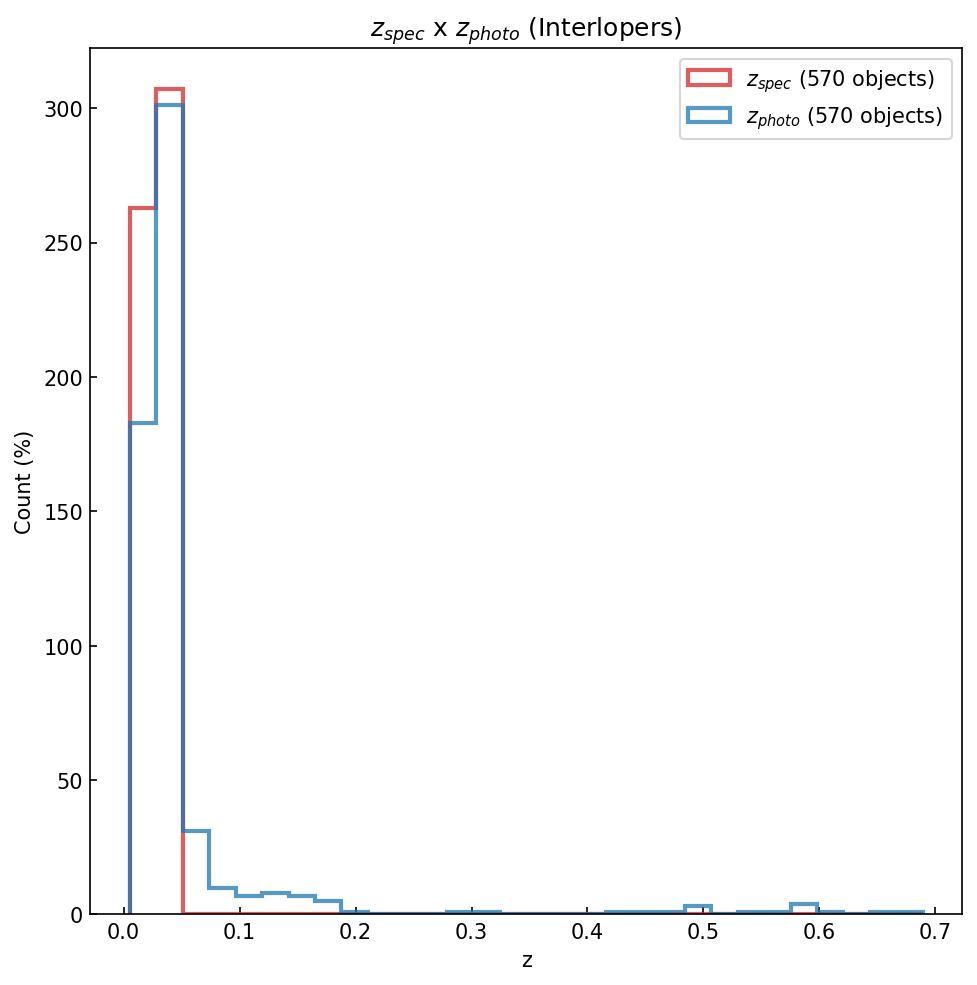 z_spec x z_photo (Interlopers)
z_spec (570 objects)
z_photo (570 objects)
Count (%)
300
250
200
150
100
50
0
0.0 0.1 0.2 0.3 0.4 0.5 0.6 0.7
z